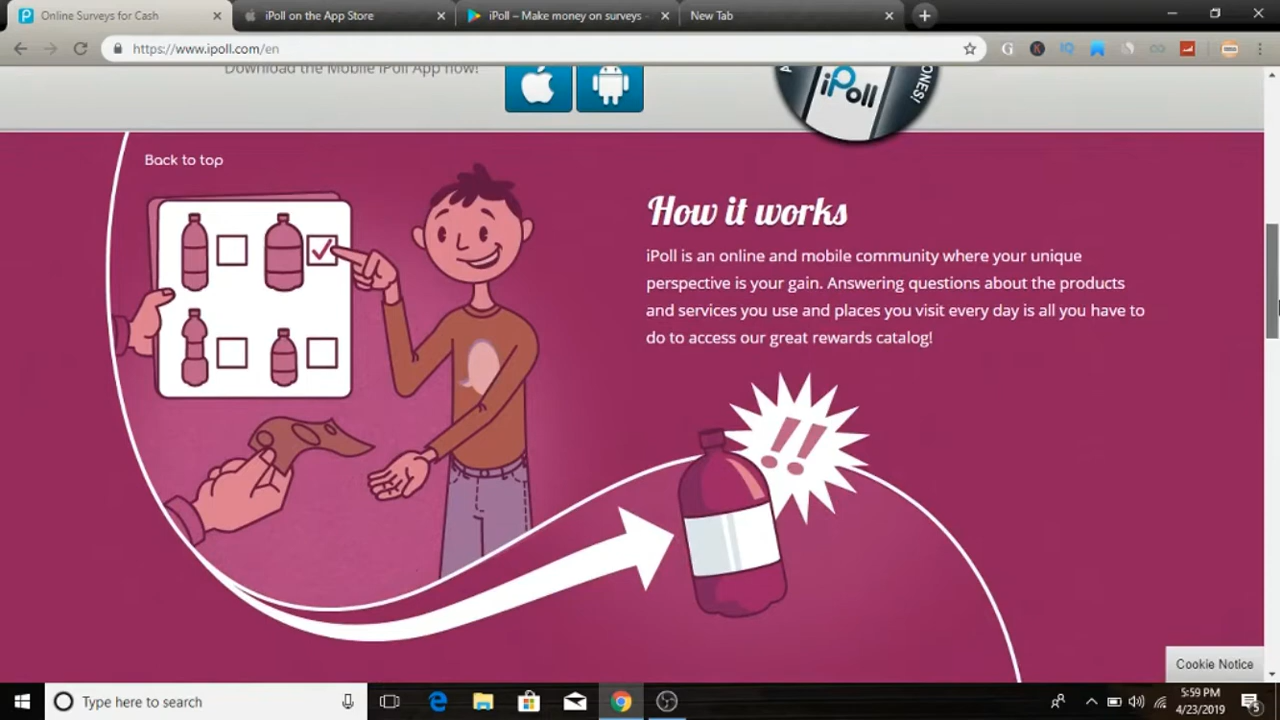 Online Surveys for Cash
iPoll on the App Store
iPoll – Make money on surveys
New Tab
https://www.ipoll.com/en
Download the Mobile iPoll App now!
iPoll
ONES!
Back to top
How it works
iPoll is an online and mobile community where your unique
perspective is your gain. Answering questions about the products
and services you use and places you visit every day is all you have to
do to access our great rewards catalog!
!!
Cookie Notice
Type here to search
5:59 PM
4/23/2019
5